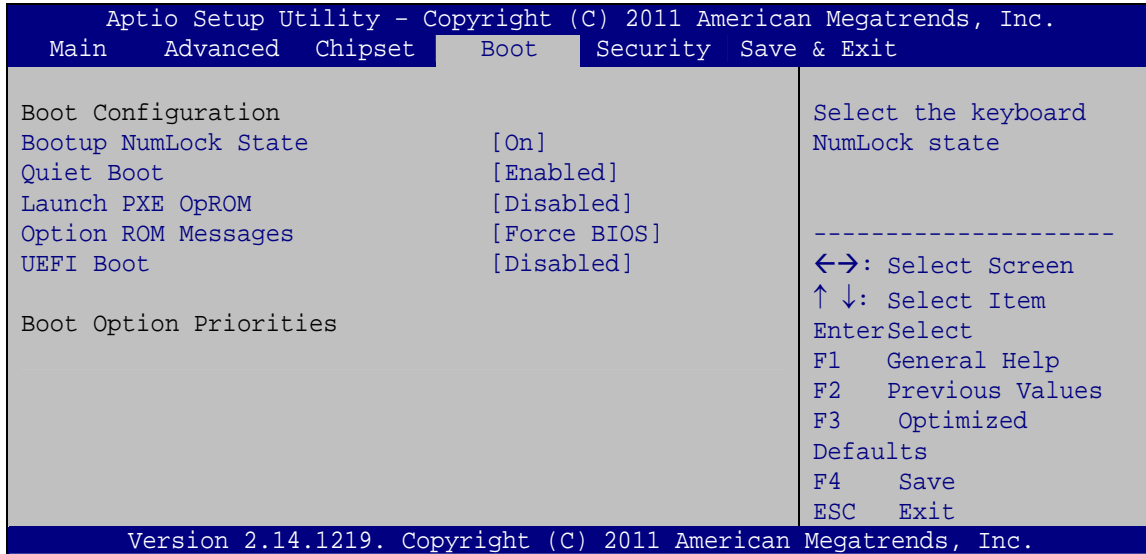 Aptio Setup Utility – Copyright (C) 2011 American Megatrends, Inc.
Main Advanced Chipset Boot Security Save & Exit
Boot Configuration
Bootup NumLock State [On]
Quiet Boot [Enabled]
Launch PXE OpROM [Disabled]
Option ROM Messages [Force BIOS]
UEFI Boot [Disabled]
Boot Option Priorities
Select the keyboard
NumLock state
---------------------
←→: Select Screen
↑ ↓: Select Item
EnterSelect
F1 General Help
F2 Previous Values
F3 Optimized
Defaults
F4 Save
ESC Exit
Version 2.14.1219. Copyright (C) 2011 American Megatrends, Inc.